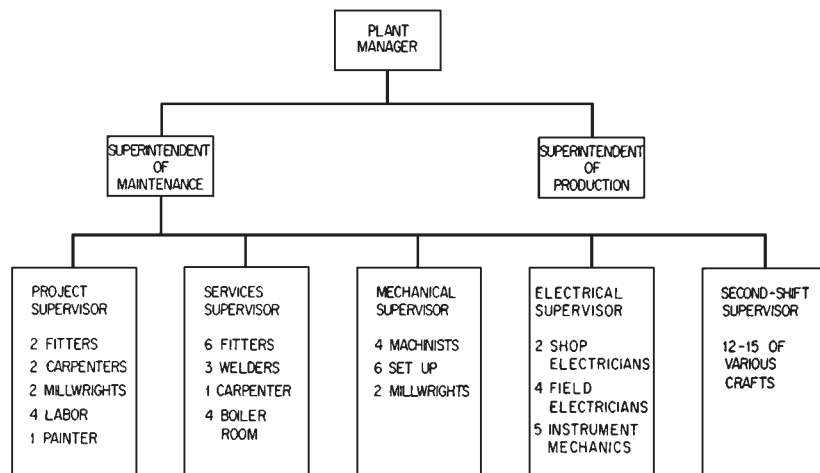 PLANT
MANAGER
SUPERINTENDENT
OF
MAINTENANCE
SUPERINTENDENT
OF
PRODUCTION
PROJECT
SUPERVISOR
2 FITTERS
2 CARPENTERS
2 MILLWRIGHTS
4 LABOR
1 PAINTER
SERVICES
SUPERVISOR
6 FITTERS
3 WELDERS
1 CARPENTER
4 BOILER
ROOM
MECHANICAL
SUPERVISOR
4 MACHINISTS
6 SET UP
2 MILLWRIGHTS
ELECTRICAL
SUPERVISOR
2 SHOP
ELECTRICIANS
4 FIELD
ELECTRICIANS
5 INSTRUMENT
MECHANICS
SECOND-SHIFT
SUPERVISOR
12-15 OF
VARIOUS
CRAFTS